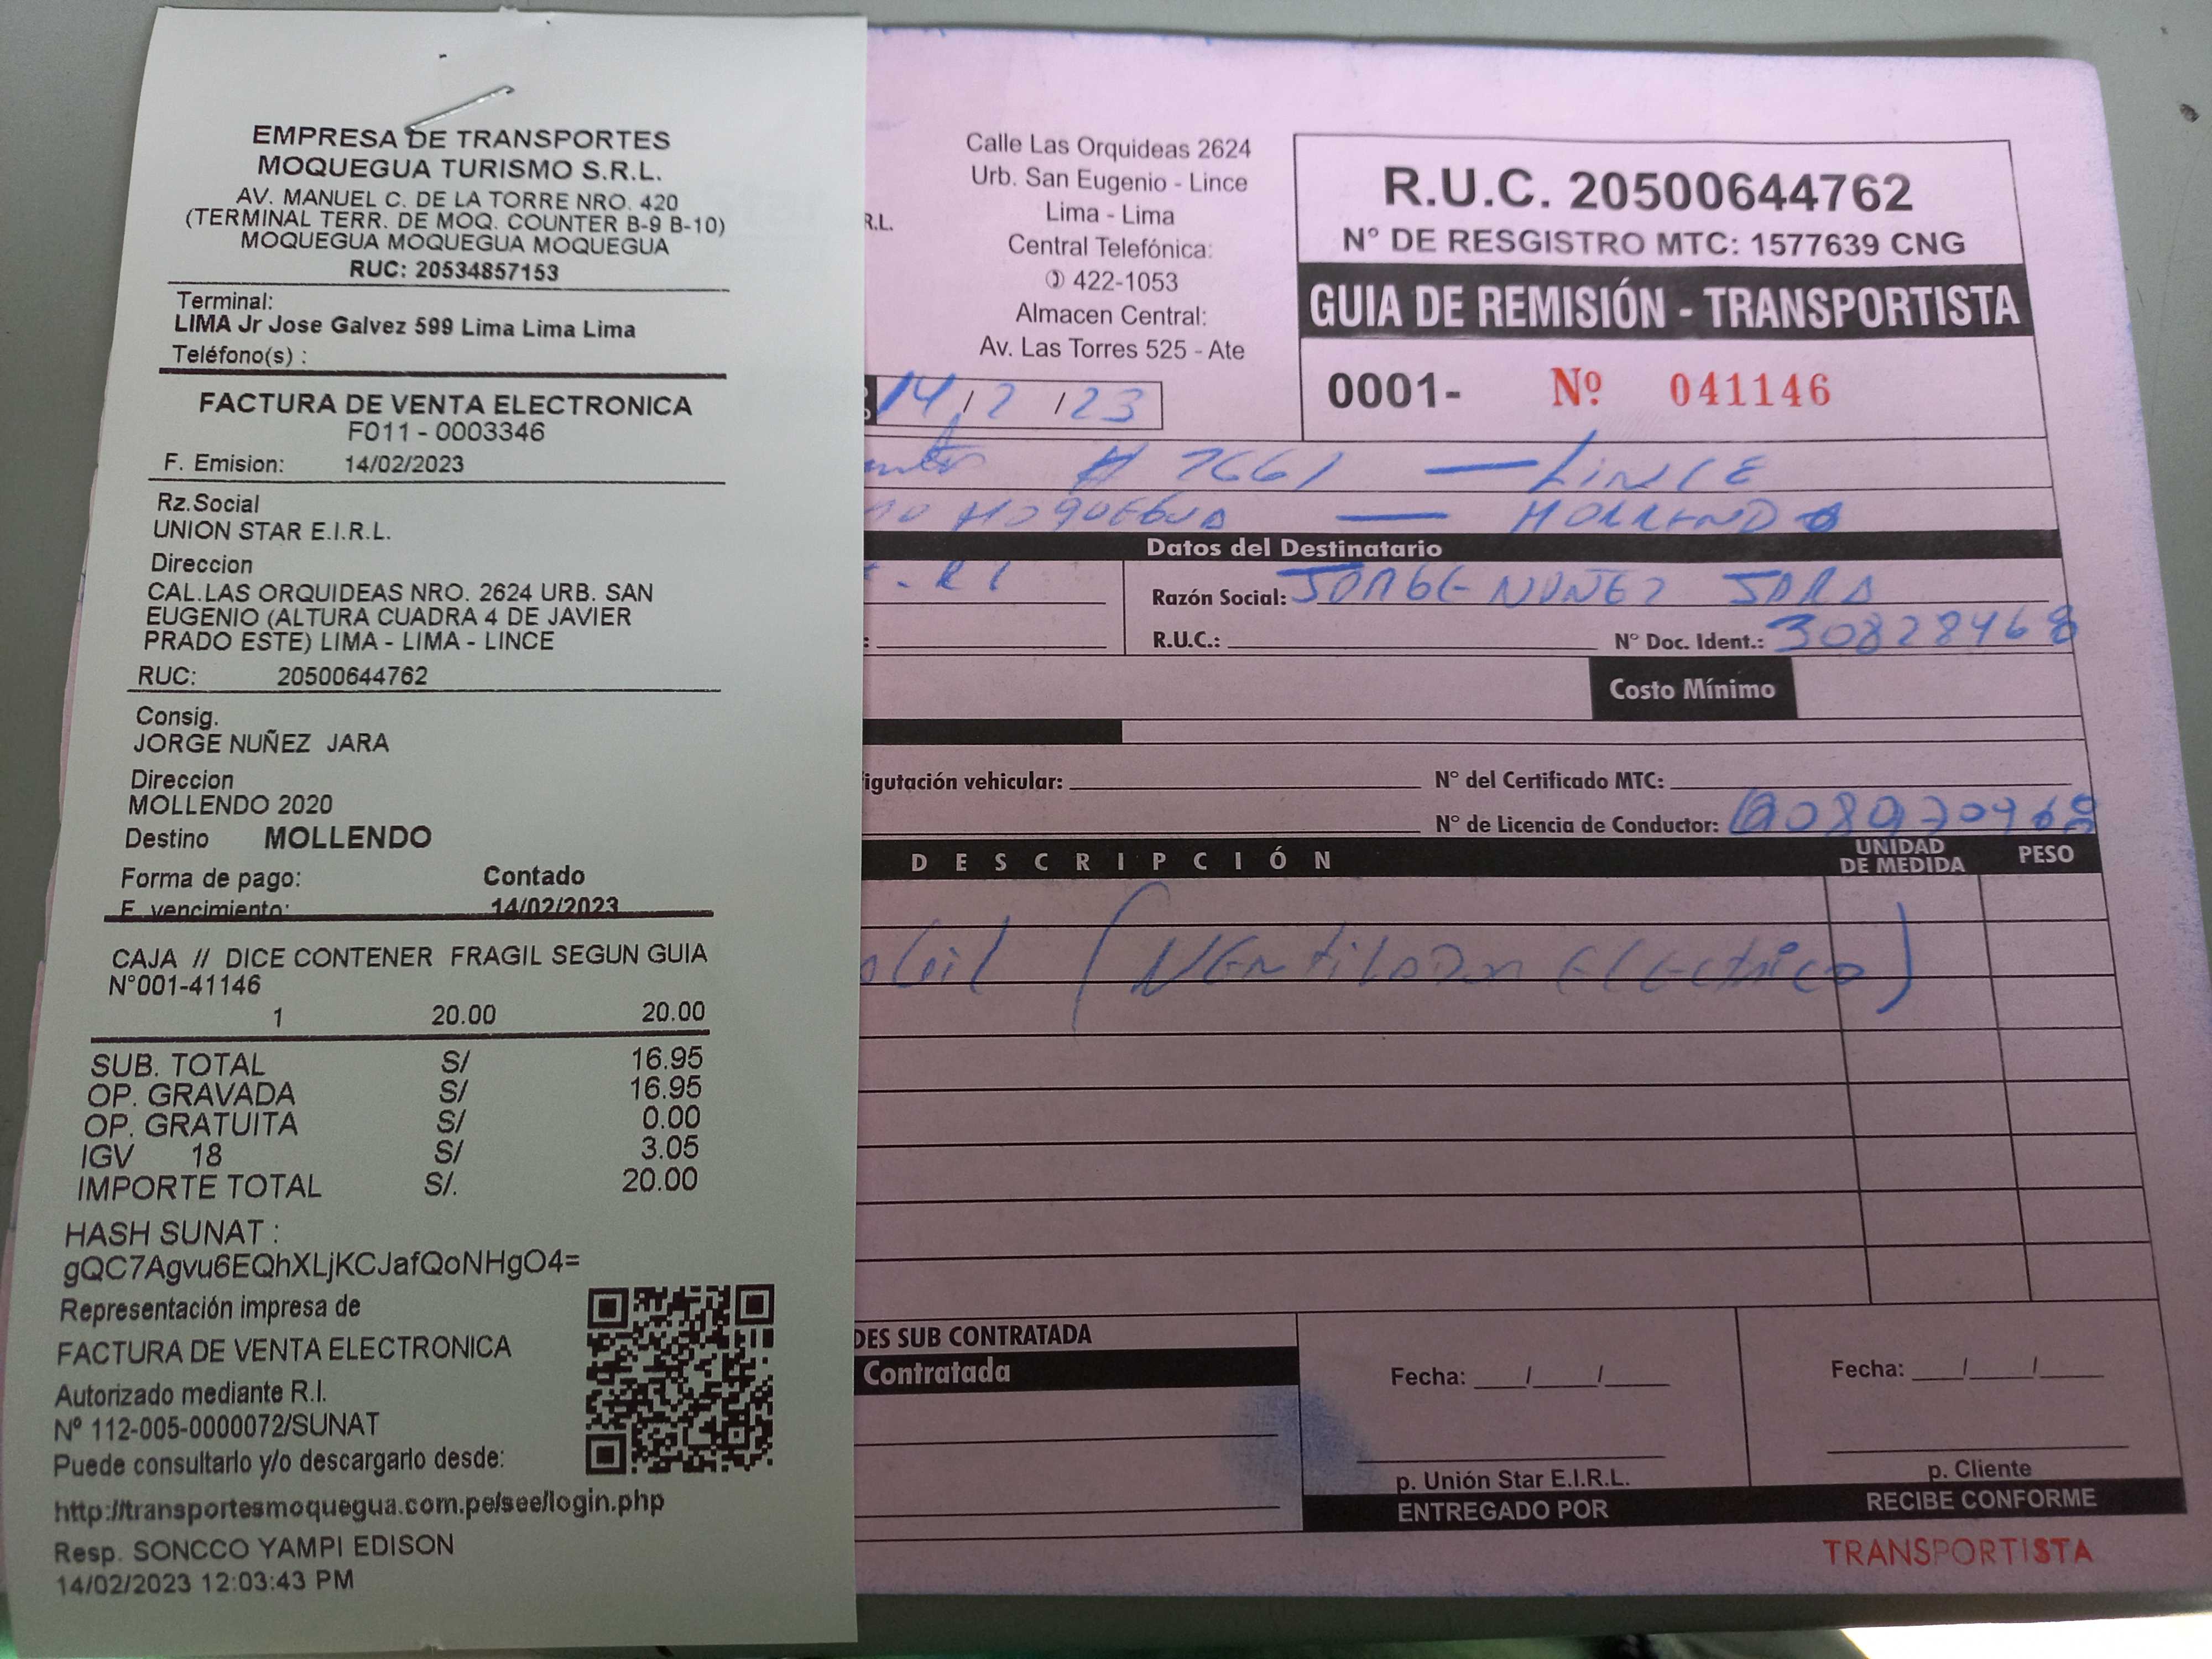 EMPRESA DE TRANSPORTES
MOQUEGUA TURISMO S.R.L.
AV. MANUEL C. DE LA TORRE NRO. 420
(TERMINAL TERR. DE MOQ. COUNTER B-9 B-10)
MOQUEGUA MOQUEGUA MOQUEGUA
RUC: 20534857153
Terminal:
LIMA Jr Jose Galvez 599 Lima Lima Lima
Teléfono(s) :
FACTURA DE VENTA ELECTRONICA
F011 - 0003346
F. Emision: 14/02/2023
Rz.Social
UNION STAR E.I.R.L.
Direccion
CAL.LAS ORQUIDEAS NRO. 2624 URB. SAN
EUGENIO (ALTURA CUADRA 4 DE JAVIER
PRADO ESTE) LIMA - LIMA - LINCE
RUC: 20500644762
Consig.
JORGE NUÑEZ JARA
Direccion
MOLLENDO 2020
Destino MOLLENDO
Forma de pago: Contado
F. vencimiento: 14/02/2023
CAJA // DICE CONTENER FRAGIL SEGUN GUIA
N°001-41146
1 20.00 20.00
SUB. TOTAL S/ 16.95
OP. GRAVADA S/ 16.95
OP. GRATUITA S/ 0.00
IGV 18 S/ 3.05
IMPORTE TOTAL S/. 20.00
HASH SUNAT :
gQC7Agvu6EQhXLjKCJafQoNHgO4=
Representación impresa de
FACTURA DE VENTA ELECTRONICA
Autorizado mediante R.I.
Nº 112-005-0000072/SUNAT
Puede consultarlo y/o descargarlo desde:
http://transportesmoquegua.com.pe/see/login.php
Resp. SONCCO YAMPI EDISON
14/02/2023 12:03:43 PM
R.L.
Calle Las Orquideas 2624
Urb. San Eugenio - Lince
Lima - Lima
Central Telefónica:
422-1053
Almacen Central:
Av. Las Torres 525 - Ate
R.U.C. 20500644762
N° DE RESGISTRO MTC: 1577639 CNG
GUIA DE REMISIÓN - TRANSPORTISTA
0001- Nº 041146
14 / 2 / 23
# 2661 — LINCE
MOQUEGUA — MOLLENDO
Datos del Destinatario
Razón Social: JORGE NUÑEZ JARA
R.U.C.: N° Doc. Ident.: 30828468
Costo Mínimo
igutación vehicular: N° del Certificado MTC:
N° de Licencia de Conductor:
DESCRIPCIÓN UNIDAD DE MEDIDA PESO
(VENTILADOR ELECTRICO)
DES SUB CONTRATADA
Contratada
Fecha: / /
p. Unión Star E.I.R.L.
ENTREGADO POR
Fecha: / /
p. Cliente
RECIBE CONFORME
TRANSPORTISTA